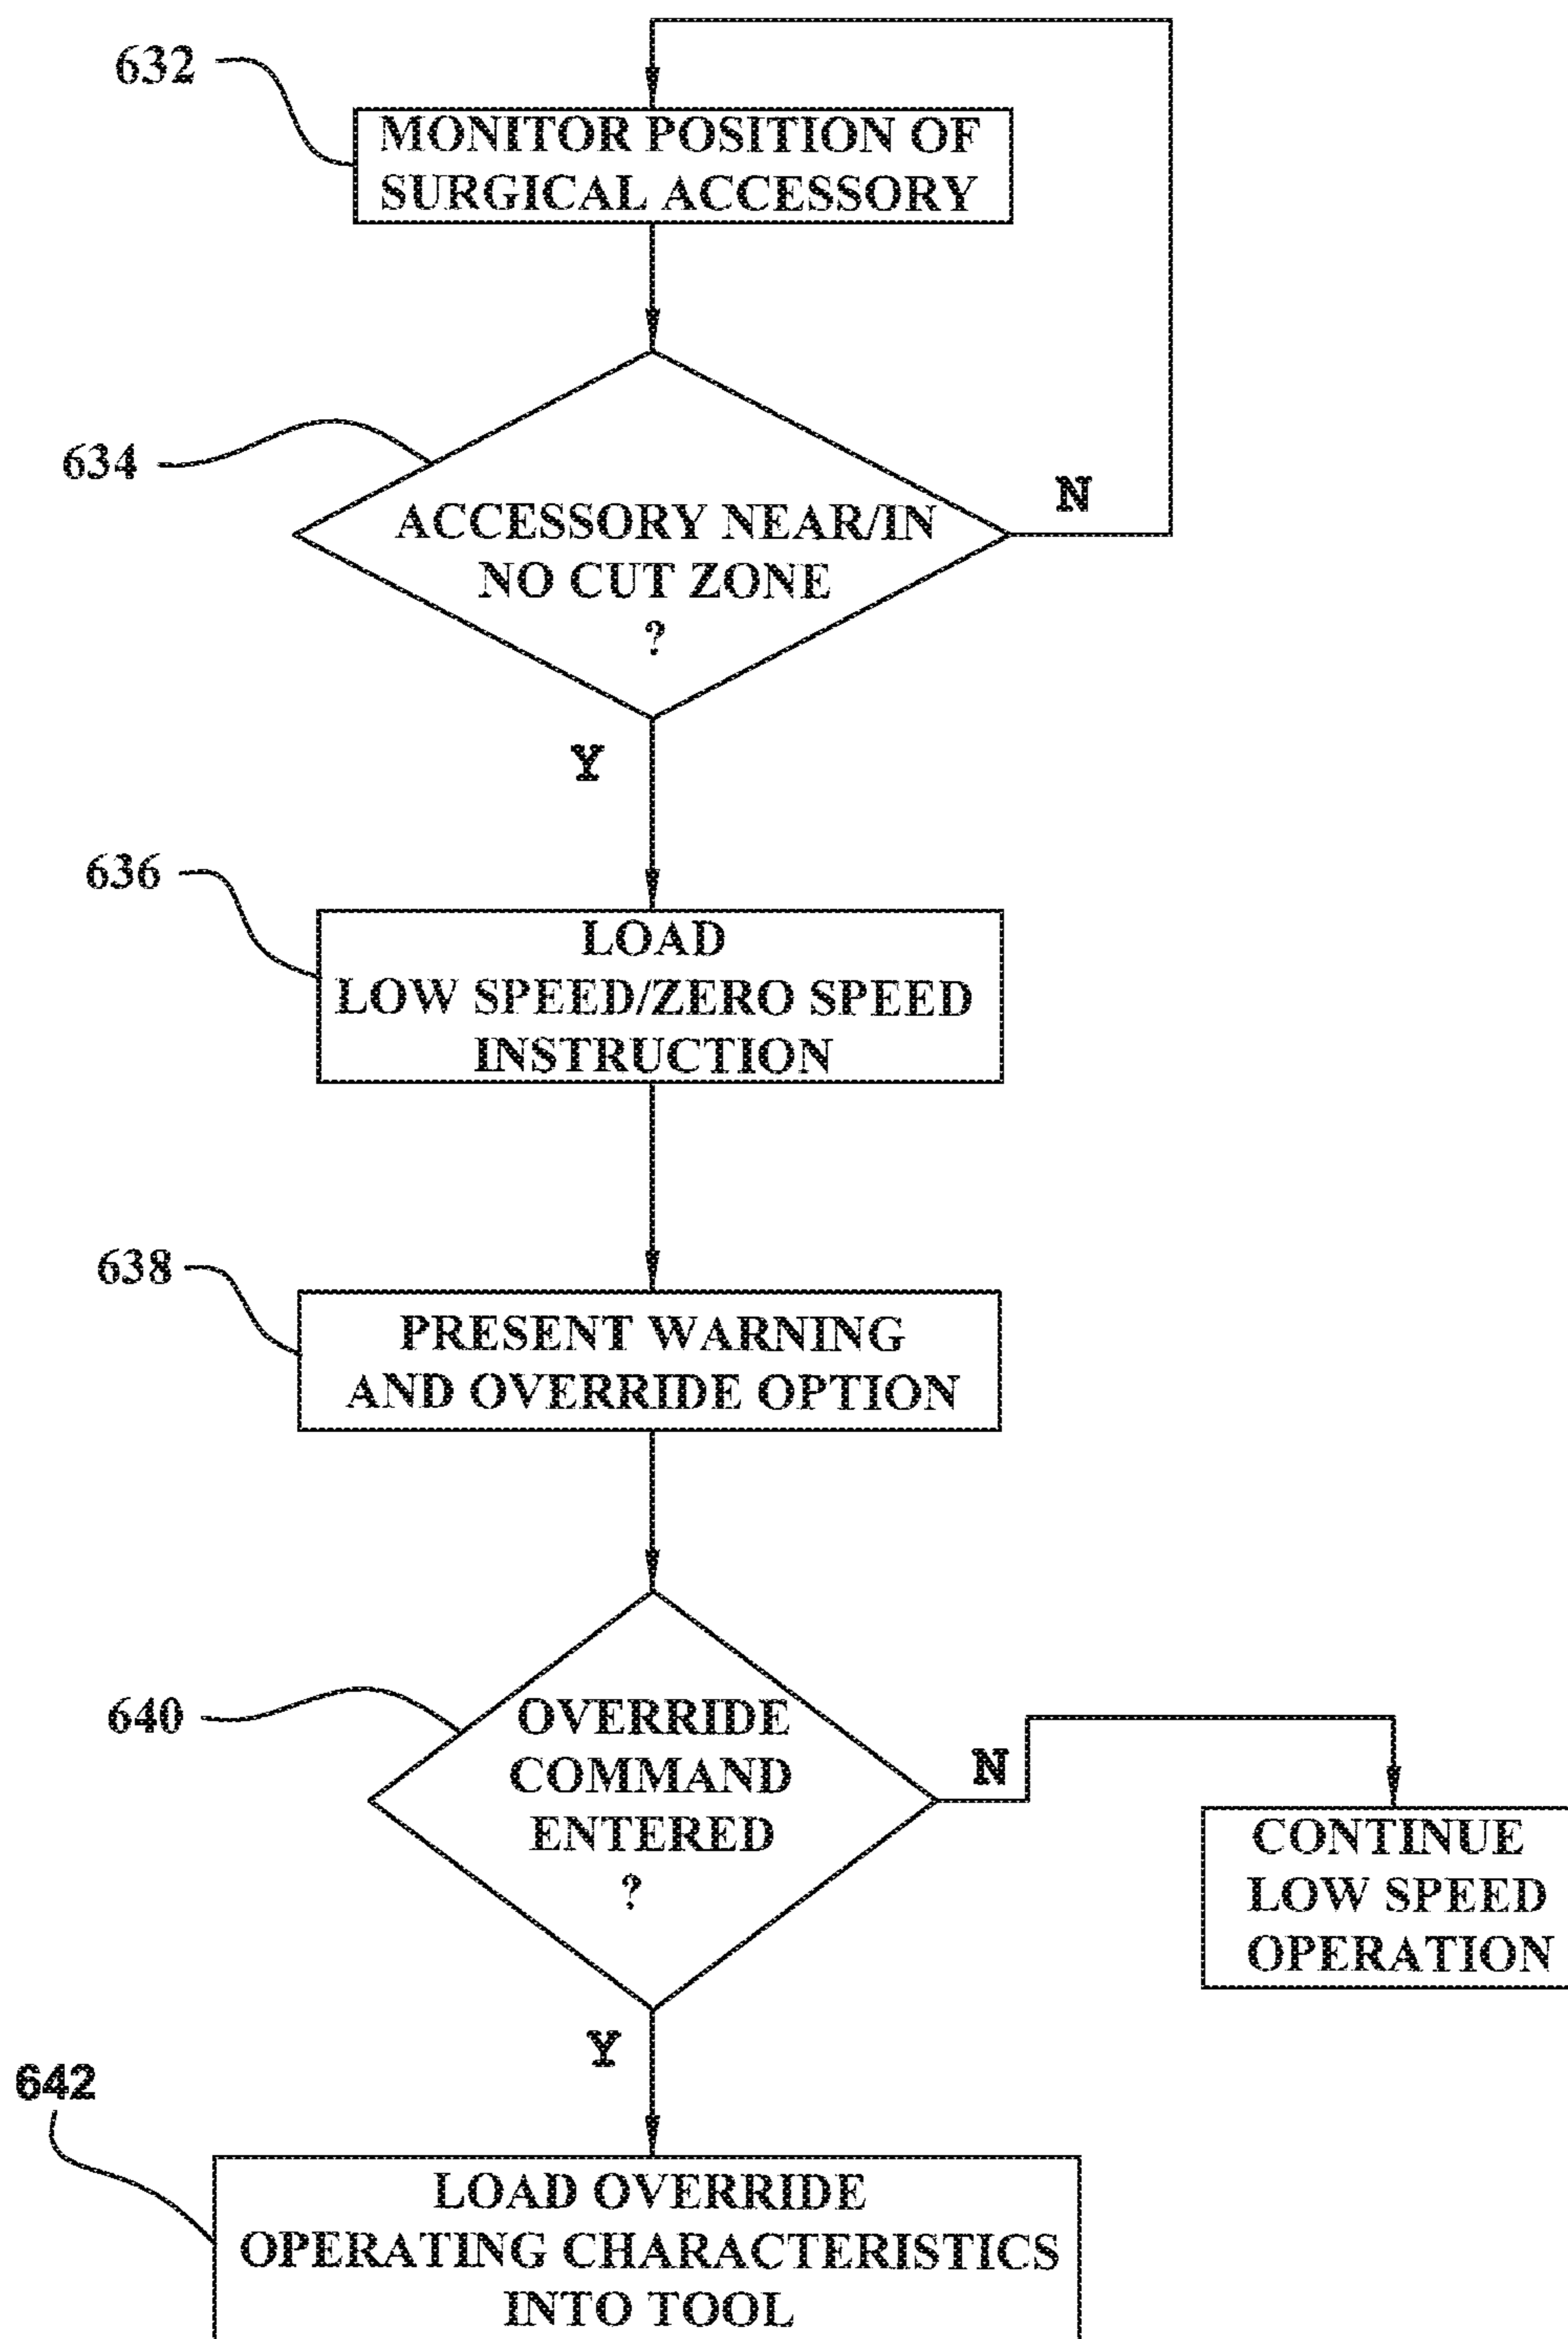 632
MONITOR POSITION OF
SURGICAL ACCESSORY
634
ACCESSORY NEAR/IN
NO CUT ZONE
?
N
Y
636
LOAD
LOW SPEED/ZERO SPEED
INSTRUCTION
638
PRESENT WARNING
AND OVERRIDE OPTION
640
OVERRIDE
COMMAND
ENTERED
?
N
CONTINUE
LOW SPEED
OPERATION
Y
642
LOAD OVERRIDE
OPERATING CHARACTERISTICS
INTO TOOL